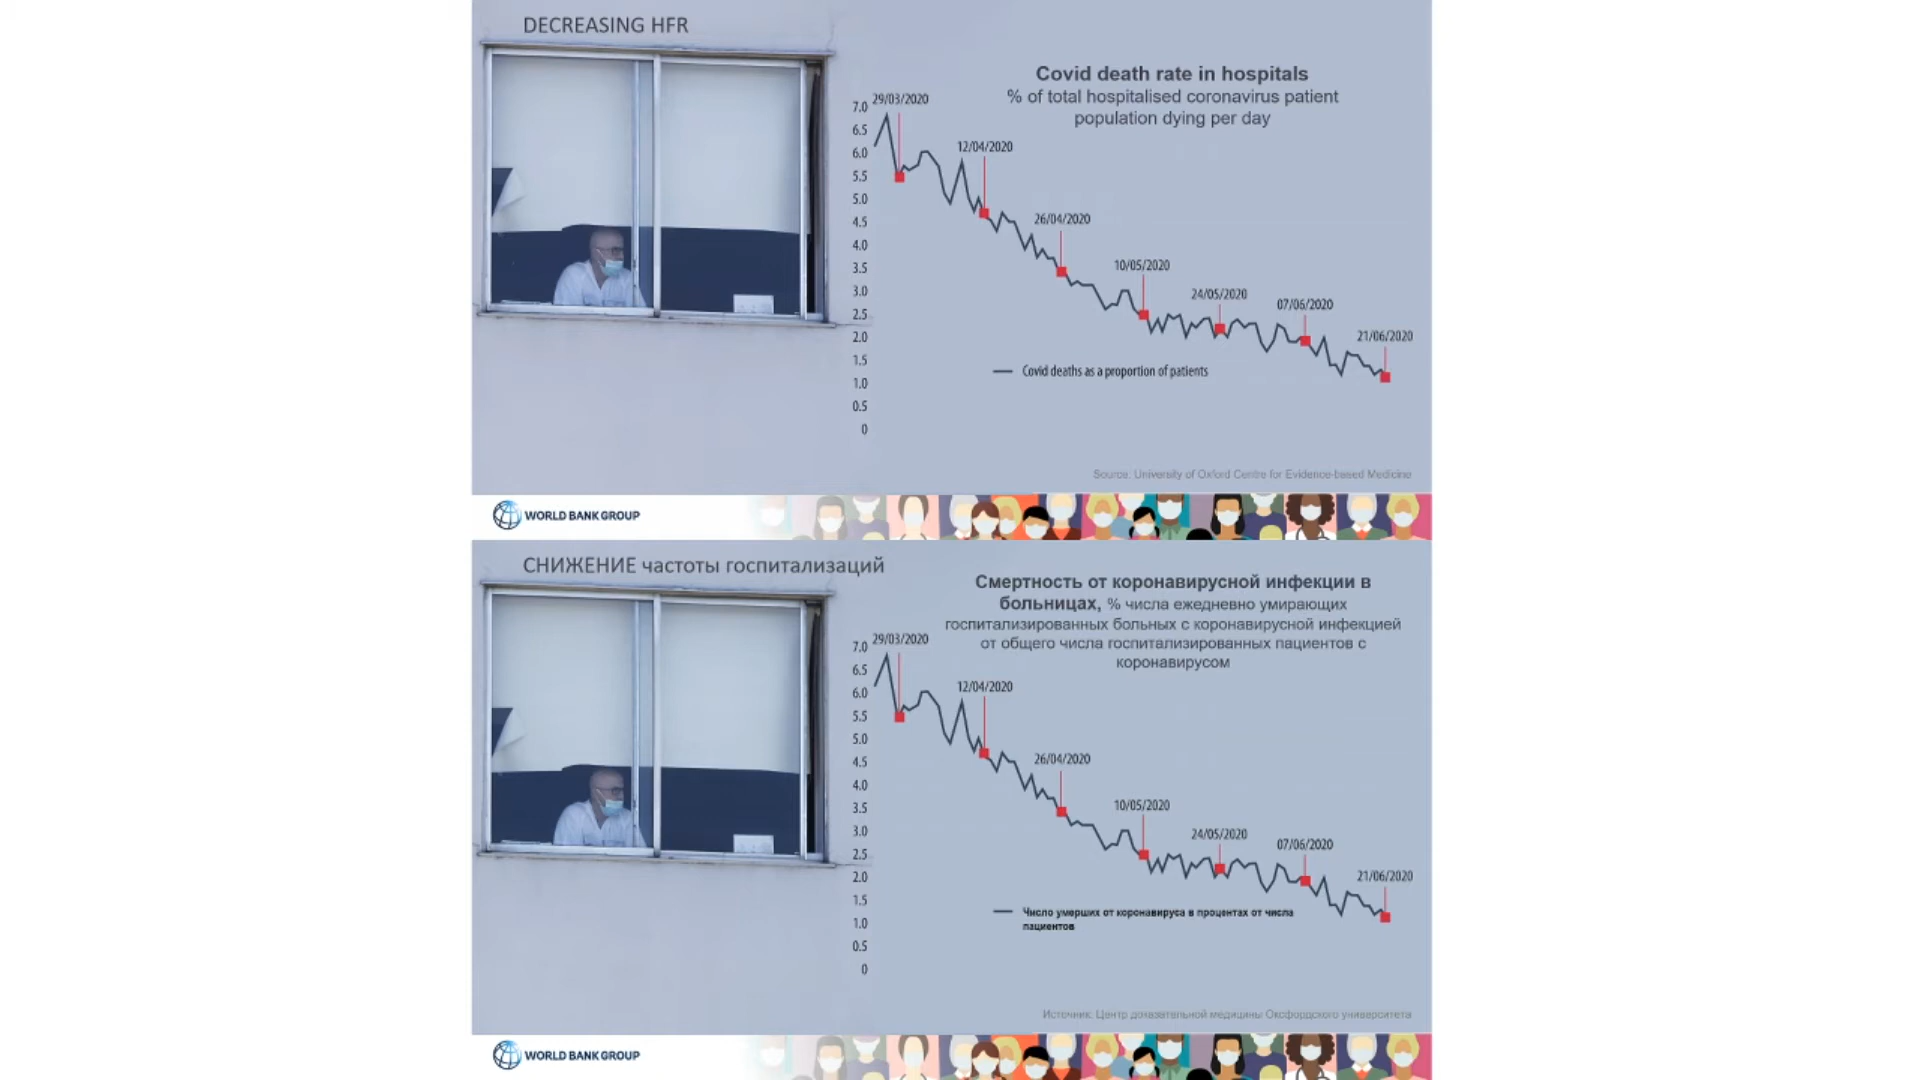 DECREASING HFR
Covid death rate in hospitals
% of total hospitalised coronavirus patient
population dying per day
7.0
6.5
6.0
5.5
5.0
4.5
4.0
3.5
3.0
2.5
2.0
1.5
1.0
0.5
0
29/03/2020
12/04/2020
26/04/2020
10/05/2020
24/05/2020
07/06/2020
21/06/2020
Covid deaths as a proportion of patients
Source: University of Oxford Centre for Evidence-based Medicine
WORLD BANK GROUP
СНИЖЕНИЕ частоты госпитализаций
Смертность от коронавирусной инфекции в
больницах, % числа ежедневно умирающих
госпитализированных больных с коронавирусной инфекцией
от общего числа госпитализированных пациентов с
коронавирусом
7.0
6.5
6.0
5.5
5.0
4.5
4.0
3.5
3.0
2.5
2.0
1.5
1.0
0.5
0
29/03/2020
12/04/2020
26/04/2020
10/05/2020
24/05/2020
07/06/2020
21/06/2020
Число умерших от коронавируса в процентах от числа
пациентов
Источник: Центр доказательной медицины Оксфордского университета
WORLD BANK GROUP